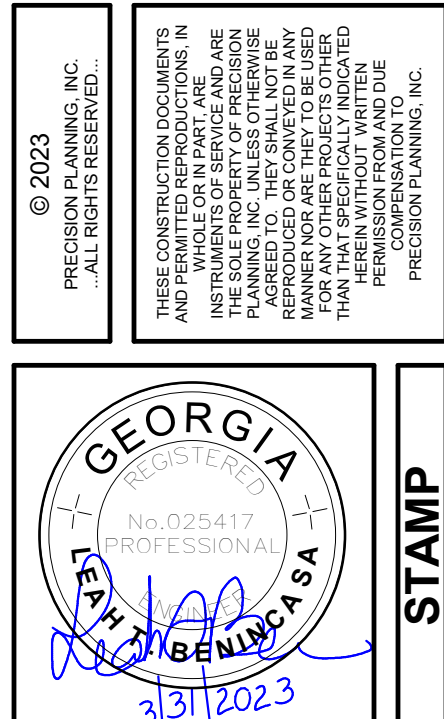 © 2023
PRECISION PLANNING, INC.
...ALL RIGHTS RESERVED...
THESE CONSTRUCTION DOCUMENTS
AND PERMITTED REPRODUCTIONS, IN
WHOLE OR IN PART, ARE
INSTRUMENTS OF SERVICE AND ARE
THE SOLE PROPERTY OF PRECISION
PLANNING, INC. UNLESS OTHERWISE
AGREED TO. THEY SHALL NOT BE
REPRODUCED OR CONVEYED IN ANY
MANNER NOR ARE THEY TO BE USED
FOR ANY OTHER PROJECTS OTHER
THAN THAT SPECIFICALLY INDICATED
HEREIN WITHOUT WRITTEN
PERMISSION FROM AND DUE
COMPENSATION TO
PRECISION PLANNING, INC.
GEORGIA
REGISTERED
No.025417
PROFESSIONAL
ENGINEER
LEAH T. BENINCASA
3/31/2023
STAMP